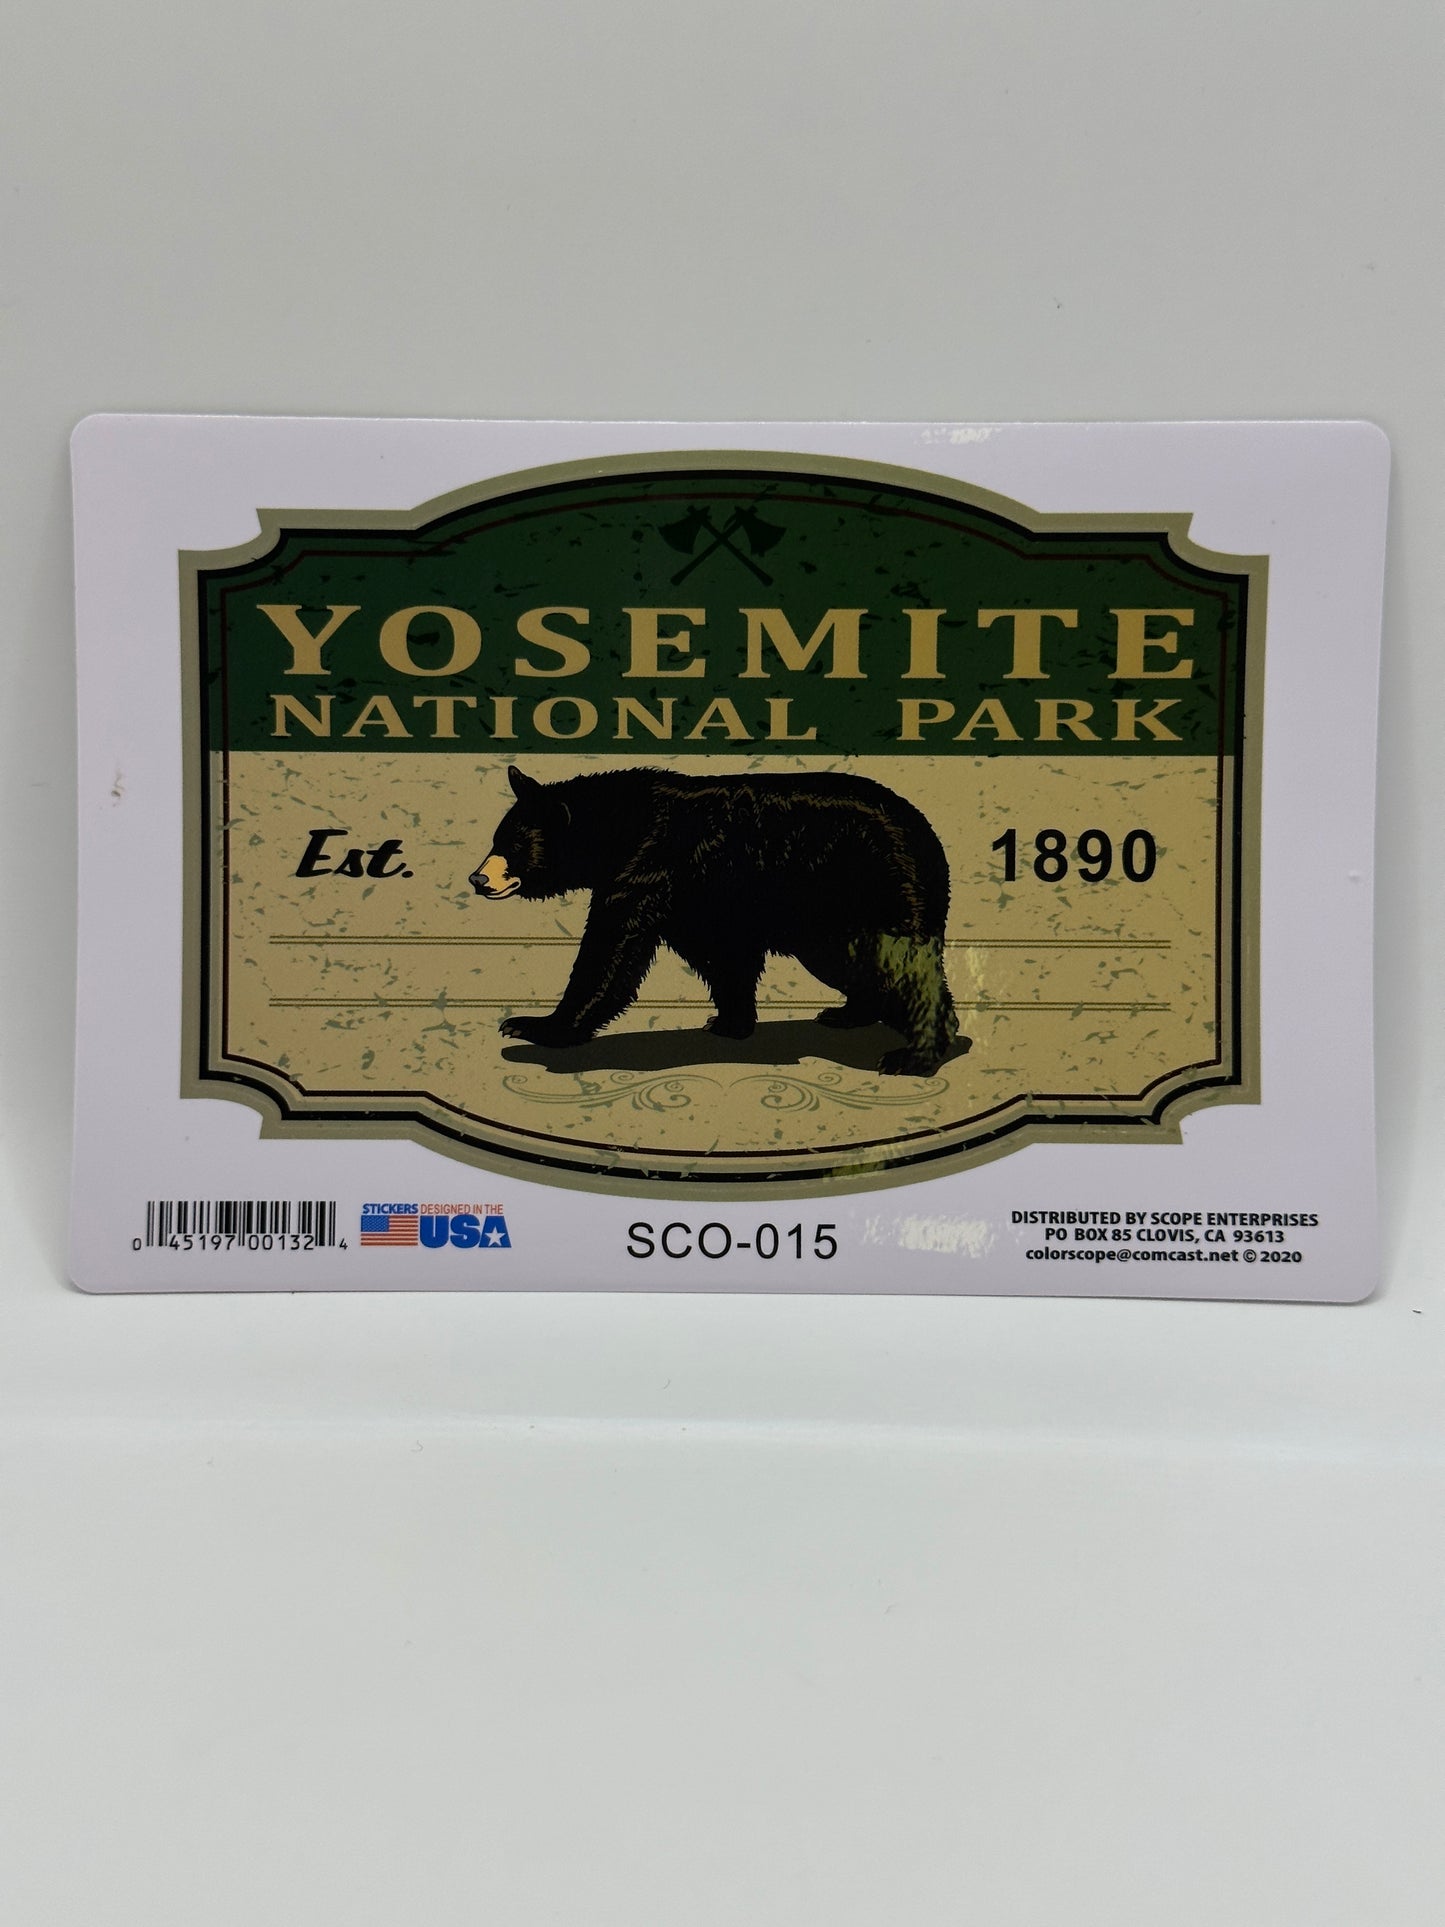 YOSEMITE
NATIONAL PARK
Est. 1890
0 45197 00132 4
STICKERS DESIGNED IN THE
USA
SCO-015
DISTRIBUTED BY SCOPE ENTERPRISES
PO BOX 85 CLOVIS, CA 93613
colorscope@comcast.net © 2020